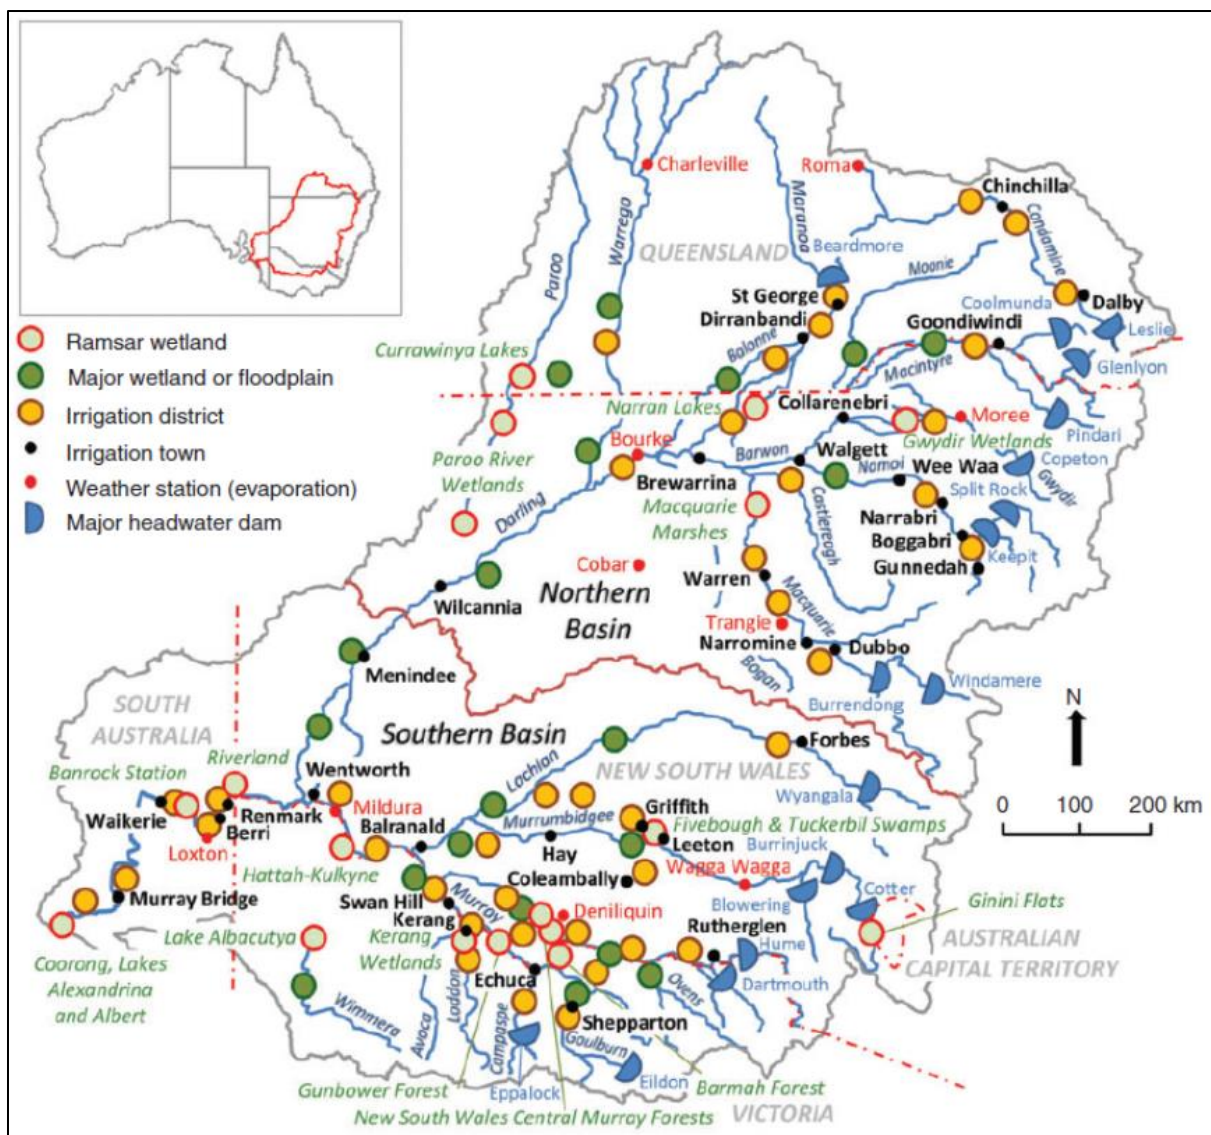 Ramsar wetland
Major wetland or floodplain
Irrigation district
Irrigation town
Weather station (evaporation)
Major headwater dam
Charleville
Roma
Chinchilla
Condamine
Maranoa
Warrego
Paroo
QUEENSLAND
Beardmore
Moonie
St George
Dirranbandi
Balonne
Coolmunda
Dalby
Leslie
Goondiwindi
Glenlyon
Macintyre
Currawinya Lakes
Narran Lakes
Collarenebri
Moree
Pindari
Gwydir Wetlands
Paroo River
Wetlands
Bourke
Barwon
Walgett
Brewarrina
Namoi
Wee Waa
Copeton
Gwydir
Split Rock
Macquarie
Marshes
Castlereogh
Narrabri
Boggabri
Keepit
Gunnedah
Darling
Cobar
Warren
Macquarie
Wilcannia
Northern
Basin
Trangie
Narromine
Dubbo
Menindee
Bogan
Burrendong
Windamere
N
SOUTH
AUSTRALIA
Southern Basin
Forbes
Riverland
Banrock Station
Wentworth
Lachlan
NEW SOUTH WALES
Wyangala
0 100 200 km
Waikerie
Renmark
Berri
Mildura
Balranald
Murrumbidgee
Griffith
Fivebough & Tuckerbil Swamps
Leeton
Loxton
Hattah-Kulkyne
Hay
Burrinjuck
Wagga Wagga
Coleambally
Murray Bridge
Swan Hill
Murray
Kerang
Deniliquin
Blowering
Cotter
Ginini Flats
Rutherglen
Lake Albacutya
Kerang
Wetlands
Hume
AUSTRALIAN
CAPITAL TERRITORY
Coorong, Lakes
Alexandrina
and Albert
Echuca
Dartmouth
Ovens
Wimmera
Avoca
Loddon
Campaspe
Shepparton
Goulburn
Gunbower Forest
Eppalock
Eildon
Barmah Forest
New South Wales Central Murray Forests
VICTORIA